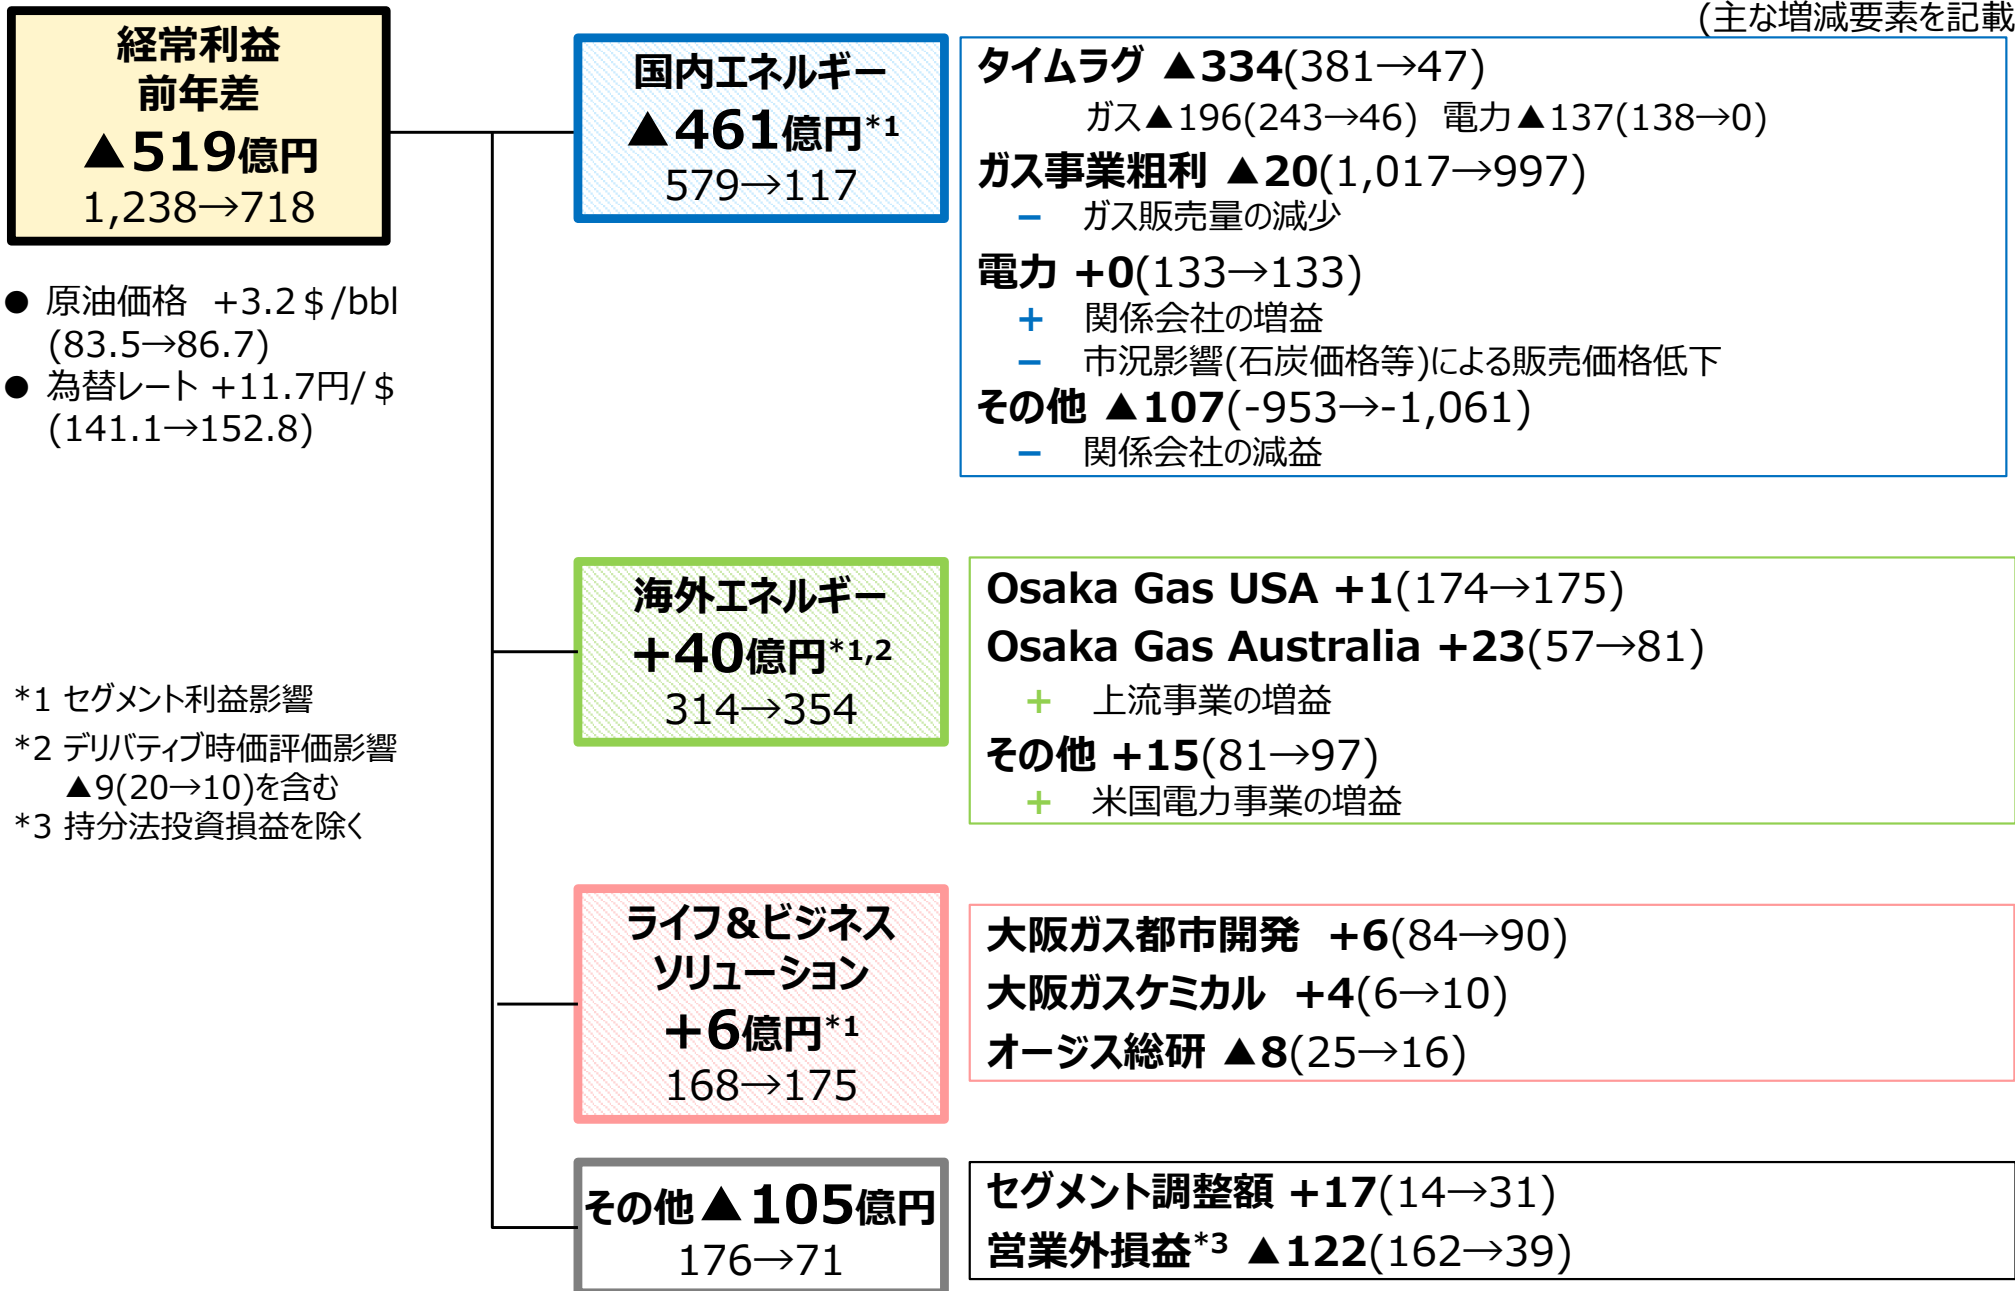 (主な増減要素を記載
経常利益
前年差
▲519億円
1,238→718
● 原油価格 +3.2＄/bbl
(83.5→86.7)
● 為替レート +11.7円/＄
(141.1→152.8)
*1 セグメント利益影響
*2 デリバティブ時価評価影響
▲9(20→10)を含む
*3 持分法投資損益を除く
国内エネルギー
▲461億円*1
579→117
タイムラグ ▲334(381→47)
ガス▲196(243→46) 電力▲137(138→0)
ガス事業粗利 ▲20(1,017→997)
− ガス販売量の減少
電力 +0(133→133)
+ 関係会社の増益
− 市況影響(石炭価格等)による販売価格低下
その他 ▲107(-953→-1,061)
− 関係会社の減益
海外エネルギー
+40億円*1,2
314→354
Osaka Gas USA +1(174→175)
Osaka Gas Australia +23(57→81)
+ 上流事業の増益
その他 +15(81→97)
+ 米国電力事業の増益
ライフ&ビジネス
ソリューション
+6億円*1
168→175
大阪ガス都市開発 +6(84→90)
大阪ガスケミカル +4(6→10)
オージス総研 ▲8(25→16)
その他▲105億円
176→71
セグメント調整額 +17(14→31)
営業外損益*3 ▲122(162→39)